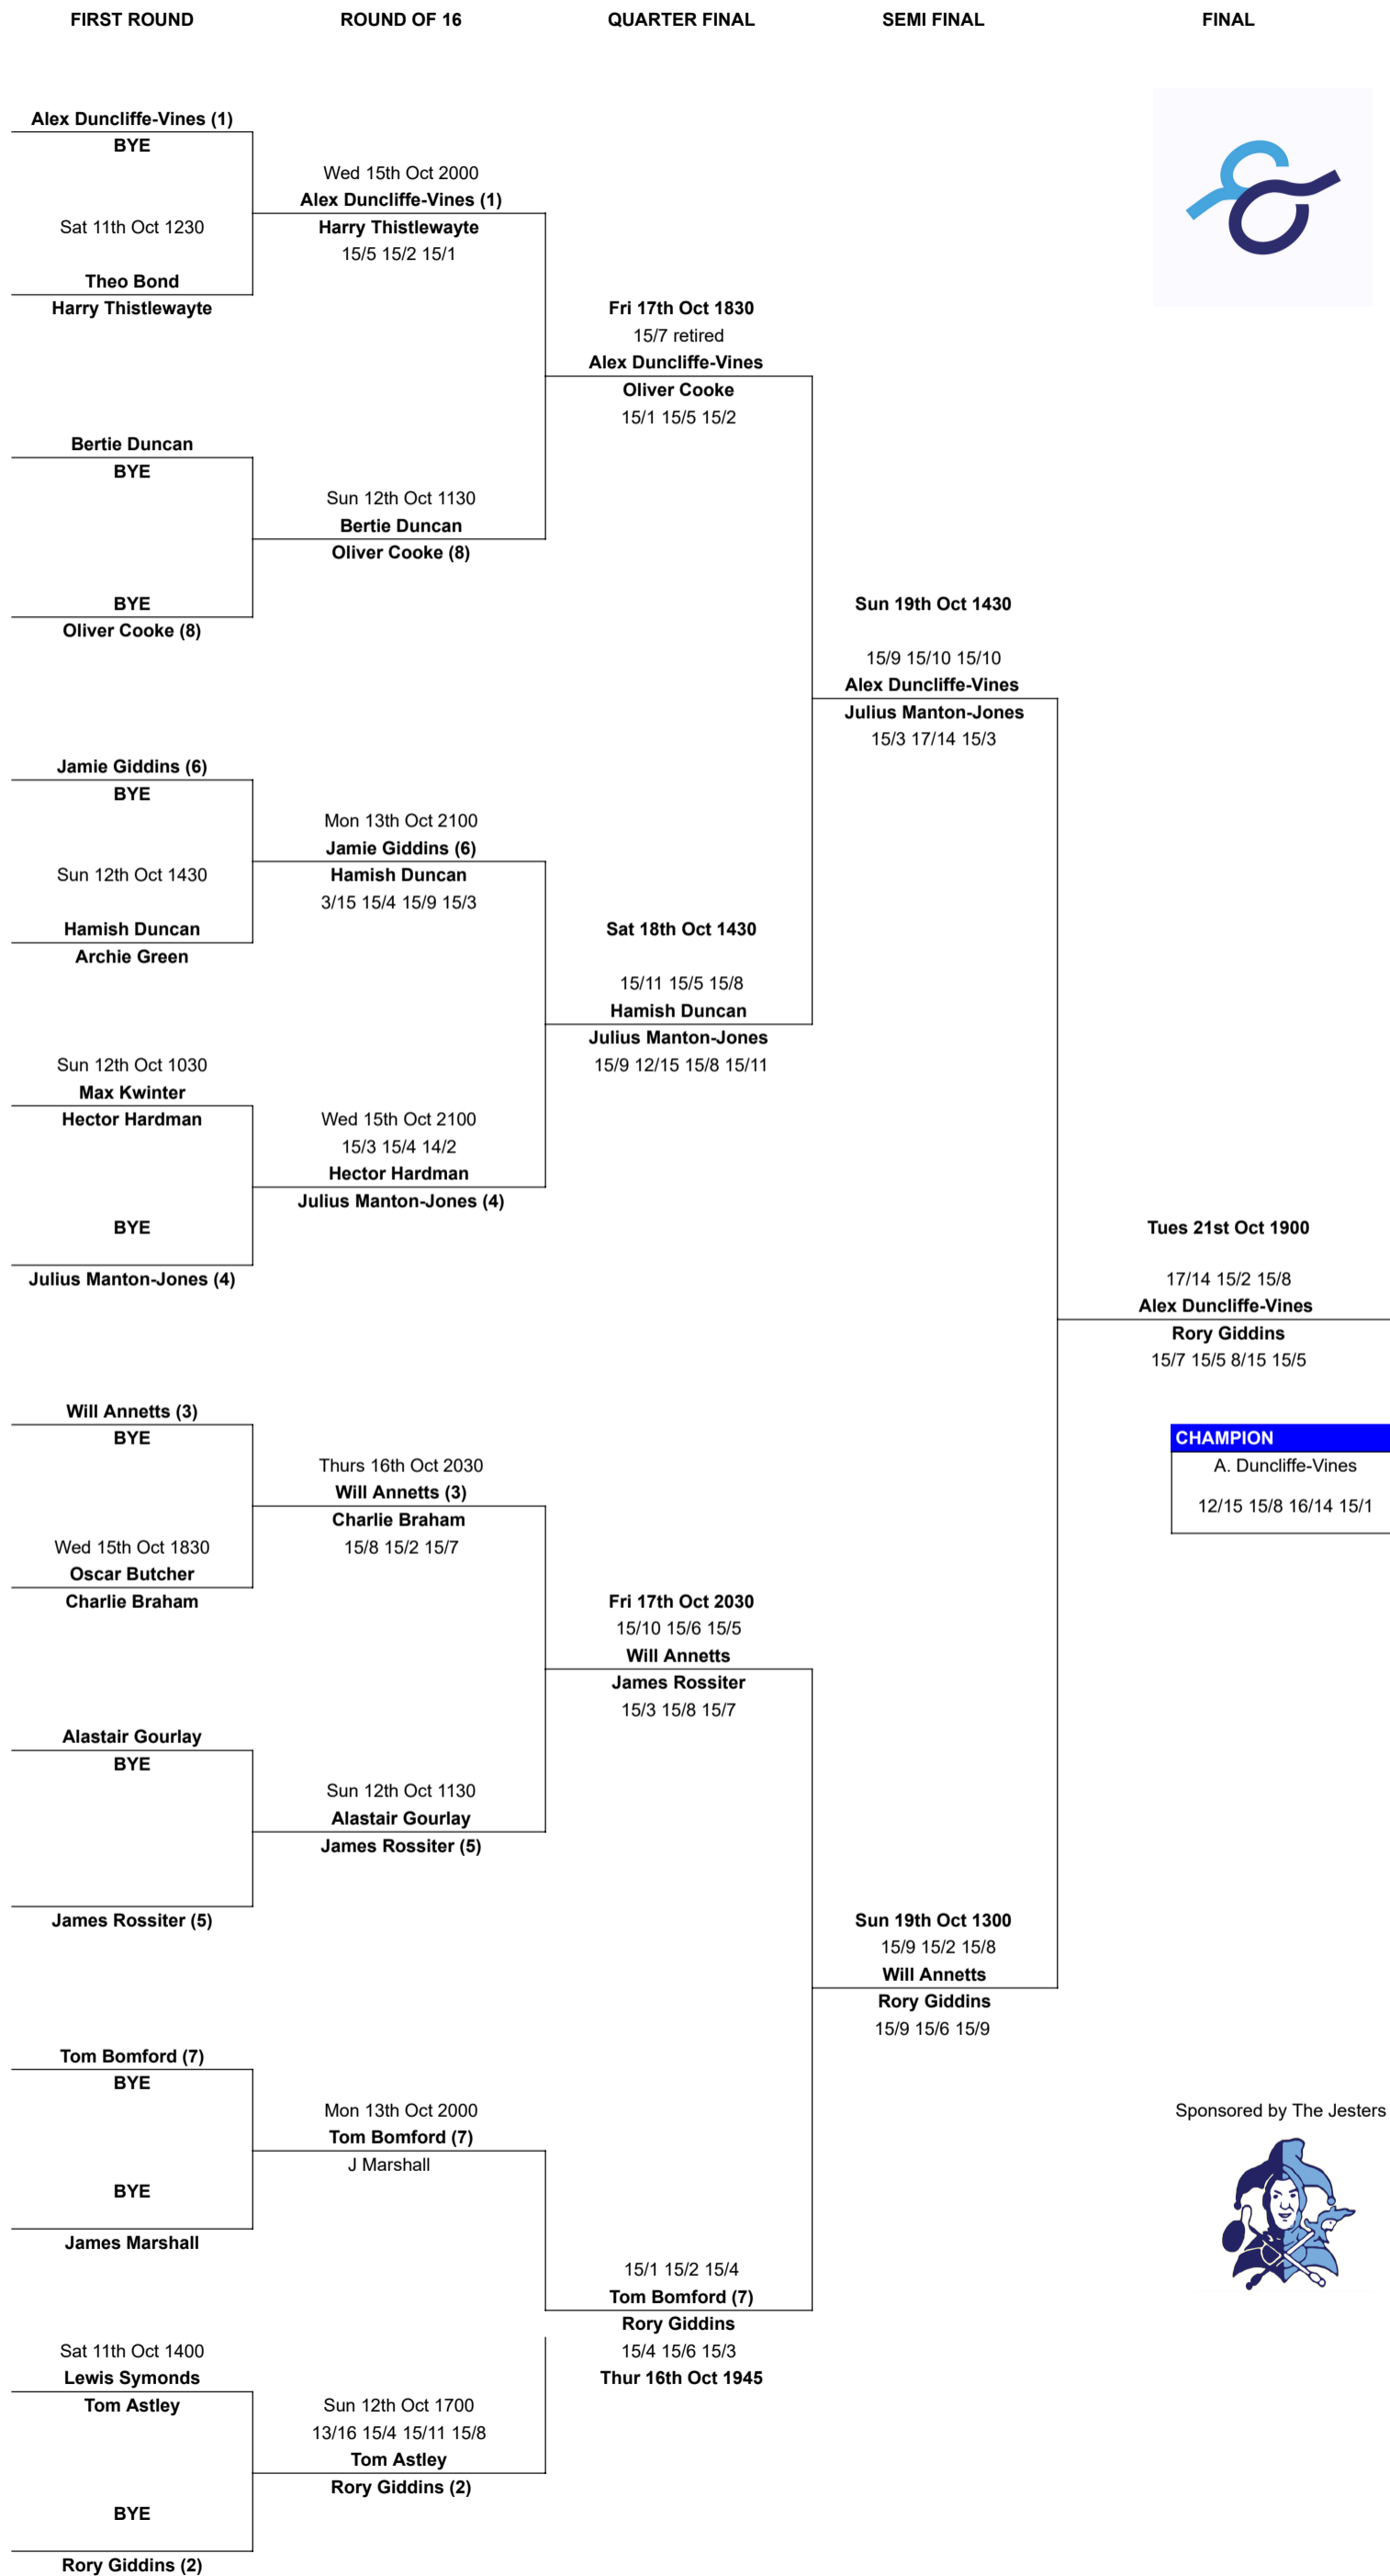 FIRST ROUND
ROUND OF 16
QUARTER FINAL
SEMI FINAL
FINAL
Alex Duncliffe-Vines (1)
BYE
Sat 11th Oct 1230
Theo Bond
Harry Thistlewayte
Bertie Duncan
BYE
BYE
Oliver Cooke (8)
Jamie Giddins (6)
BYE
Sun 12th Oct 1430
Hamish Duncan
Archie Green
Sun 12th Oct 1030
Max Kwinter
Hector Hardman
BYE
Julius Manton-Jones (4)
Will Annetts (3)
BYE
Wed 15th Oct 1830
Oscar Butcher
Charlie Braham
Alastair Gourlay
BYE
James Rossiter (5)
Tom Bomford (7)
BYE
BYE
James Marshall
Sat 11th Oct 1400
Lewis Symonds
Tom Astley
BYE
Rory Giddins (2)
Wed 15th Oct 2000
Alex Duncliffe-Vines (1)
Harry Thistlewayte
15/5 15/2 15/1
Sun 12th Oct 1130
Bertie Duncan
Oliver Cooke (8)
Mon 13th Oct 2100
Jamie Giddins (6)
Hamish Duncan
3/15 15/4 15/9 15/3
Wed 15th Oct 2100
15/3 15/4 14/2
Hector Hardman
Julius Manton-Jones (4)
Thurs 16th Oct 2030
Will Annetts (3)
Charlie Braham
15/8 15/2 15/7
Sun 12th Oct 1130
Alastair Gourlay
James Rossiter (5)
Mon 13th Oct 2000
Tom Bomford (7)
J Marshall
Sun 12th Oct 1700
13/16 15/4 15/11 15/8
Tom Astley
Rory Giddins (2)
Fri 17th Oct 1830
15/7 retired
Alex Duncliffe-Vines
Oliver Cooke
15/1 15/5 15/2
Sat 18th Oct 1430
15/11 15/5 15/8
Hamish Duncan
Julius Manton-Jones
15/9 12/15 15/8 15/11
Fri 17th Oct 2030
15/10 15/6 15/5
Will Annetts
James Rossiter
15/3 15/8 15/7
15/1 15/2 15/4
Tom Bomford (7)
Rory Giddins
15/4 15/6 15/3
Thur 16th Oct 1945
Sun 19th Oct 1430
15/9 15/10 15/10
Alex Duncliffe-Vines
Julius Manton-Jones
15/3 17/14 15/3
Sun 19th Oct 1300
15/9 15/2 15/8
Will Annetts
Rory Giddins
15/9 15/6 15/9
Tues 21st Oct 1900
17/14 15/2 15/8
Alex Duncliffe-Vines
Rory Giddins
15/7 15/5 8/15 15/5
CHAMPION
A. Duncliffe-Vines
12/15 15/8 16/14 15/1
Sponsored by The Jesters